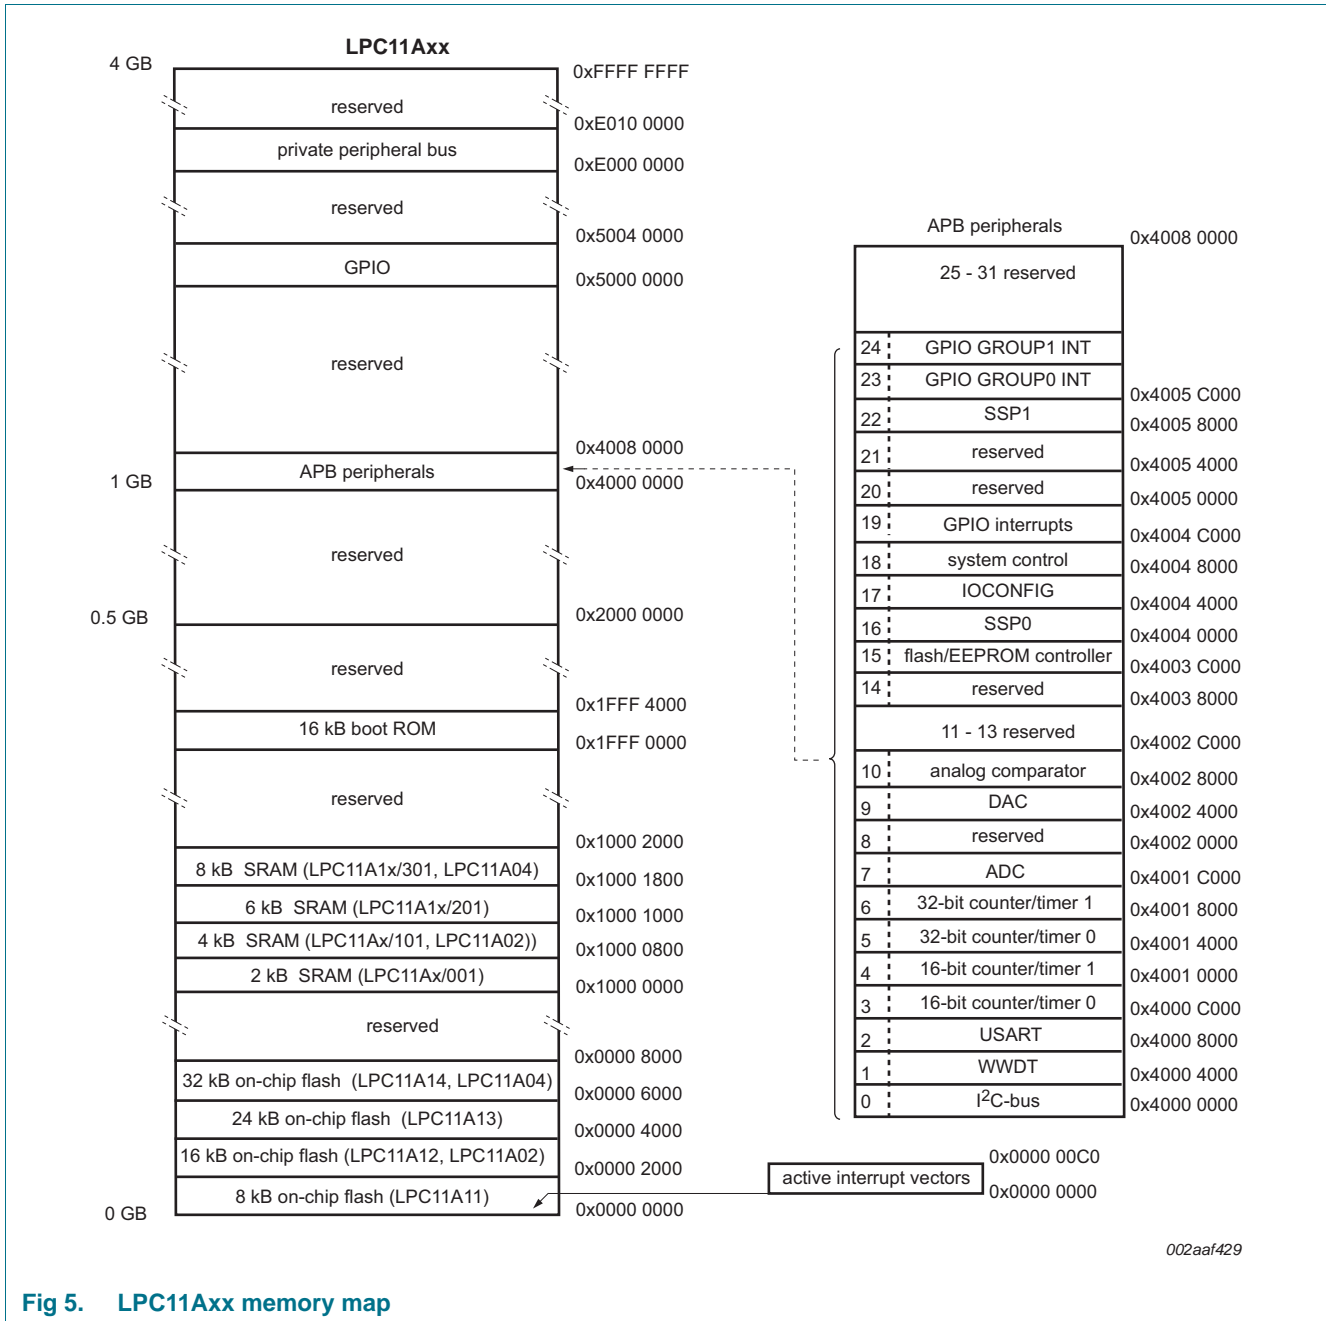 LPC11Axx
4 GB
0xFFFF FFFF
reserved
0xE010 0000
private peripheral bus
0xE000 0000
reserved
0x5004 0000
GPIO
0x5000 0000
reserved
0x4008 0000
APB peripherals
1 GB
0x4000 0000
reserved
0.5 GB
0x2000 0000
reserved
0x1FFF 4000
16 kB boot ROM
0x1FFF 0000
reserved
0x1000 2000
8 kB SRAM (LPC11A1x/301, LPC11A04)
0x1000 1800
6 kB SRAM (LPC11A1x/201)
0x1000 1000
4 kB SRAM (LPC11Ax/101, LPC11A02))
0x1000 0800
2 kB SRAM (LPC11Ax/001)
0x1000 0000
reserved
0x0000 8000
32 kB on-chip flash (LPC11A14, LPC11A04)
0x0000 6000
24 kB on-chip flash (LPC11A13)
0x0000 4000
16 kB on-chip flash (LPC11A12, LPC11A02)
0x0000 2000
8 kB on-chip flash (LPC11A11)
0 GB
0x0000 0000
APB peripherals
0x4008 0000
25 - 31 reserved
24 GPIO GROUP1 INT
23 GPIO GROUP0 INT
0x4005 C000
22 SSP1
0x4005 8000
21 reserved
0x4005 4000
20 reserved
0x4005 0000
19 GPIO interrupts
0x4004 C000
18 system control
0x4004 8000
17 IOCONFIG
0x4004 4000
16 SSP0
0x4004 0000
15 flash/EEPROM controller
0x4003 C000
14 reserved
0x4003 8000
11 - 13 reserved
0x4002 C000
10 analog comparator
0x4002 8000
9 DAC
0x4002 4000
8 reserved
0x4002 0000
7 ADC
0x4001 C000
6 32-bit counter/timer 1
0x4001 8000
5 32-bit counter/timer 0
0x4001 4000
4 16-bit counter/timer 1
0x4001 0000
3 16-bit counter/timer 0
0x4000 C000
2 USART
0x4000 8000
1 WWDT
0x4000 4000
0 I2C-bus
0x4000 0000
0x0000 00C0
active interrupt vectors
0x0000 0000
002aaf429
Fig 5. LPC11Axx memory map